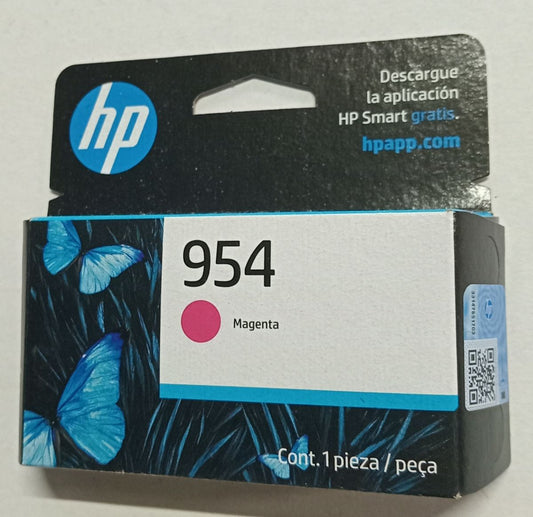 hp
Descargue
la aplicación
HP Smart gratis.
hpapp.com
954
Magenta
Cont. 1 pieza / peça